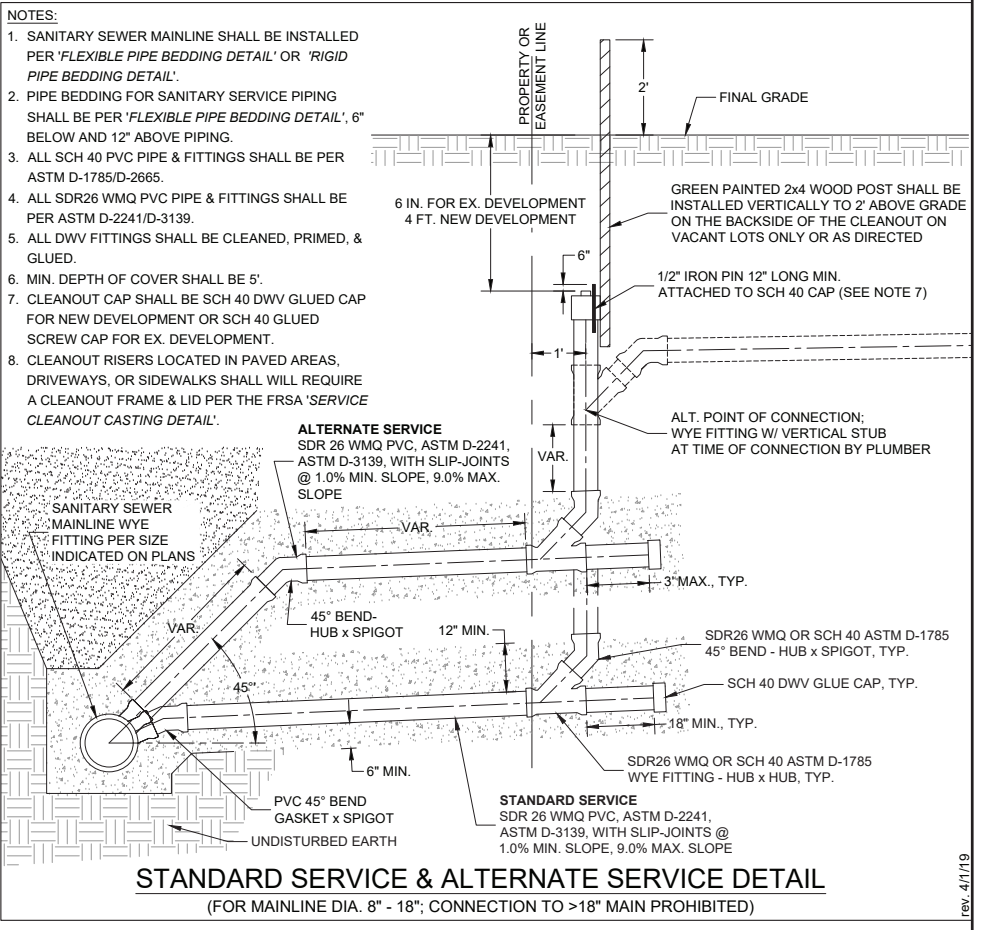 NOTES:
1. SANITARY SEWER MAINLINE SHALL BE INSTALLED
PER 'FLEXIBLE PIPE BEDDING DETAIL' OR 'RIGID
PIPE BEDDING DETAIL'.
2. PIPE BEDDING FOR SANITARY SERVICE PIPING
SHALL BE PER 'FLEXIBLE PIPE BEDDING DETAIL', 6"
BELOW AND 12" ABOVE PIPING.
3. ALL SCH 40 PVC PIPE & FITTINGS SHALL BE PER
ASTM D-1785/D-2665.
4. ALL SDR26 WMQ PVC PIPE & FITTINGS SHALL BE
PER ASTM D-2241/D-3139.
5. ALL DWV FITTINGS SHALL BE CLEANED, PRIMED, &
GLUED.
6. MIN. DEPTH OF COVER SHALL BE 5'.
7. CLEANOUT CAP SHALL BE SCH 40 DWV GLUED CAP
FOR NEW DEVELOPMENT OR SCH 40 GLUED
SCREW CAP FOR EX. DEVELOPMENT.
8. CLEANOUT RISERS LOCATED IN PAVED AREAS,
DRIVEWAYS, OR SIDEWALKS SHALL WILL REQUIRE
A CLEANOUT FRAME & LID PER THE FRSA 'SERVICE
CLEANOUT CASTING DETAIL'.
PROPERTY OR
EASEMENT LINE
2'
FINAL GRADE
6 IN. FOR EX. DEVELOPMENT
4 FT. NEW DEVELOPMENT
GREEN PAINTED 2x4 WOOD POST SHALL BE
INSTALLED VERTICALLY TO 2' ABOVE GRADE
ON THE BACKSIDE OF THE CLEANOUT ON
VACANT LOTS ONLY OR AS DIRECTED
6"
1/2" IRON PIN 12" LONG MIN.
ATTACHED TO SCH 40 CAP (SEE NOTE 7)
1'
ALT. POINT OF CONNECTION;
WYE FITTING W/ VERTICAL STUB
AT TIME OF CONNECTION BY PLUMBER
VAR.
ALTERNATE SERVICE
SDR 26 WMQ PVC, ASTM D-2241,
ASTM D-3139, WITH SLIP-JOINTS
@ 1.0% MIN. SLOPE, 9.0% MAX.
SLOPE
SANITARY SEWER
MAINLINE WYE
FITTING PER SIZE
INDICATED ON PLANS
VAR.
3' MAX., TYP.
45° BEND-
HUB x SPIGOT
VAR.
12" MIN.
SDR26 WMQ OR SCH 40 ASTM D-1785
45° BEND - HUB x SPIGOT, TYP.
45°
SCH 40 DWV GLUE CAP, TYP.
18" MIN., TYP.
6" MIN.
SDR26 WMQ OR SCH 40 ASTM D-1785
WYE FITTING - HUB x HUB, TYP.
PVC 45° BEND
GASKET x SPIGOT
UNDISTURBED EARTH
STANDARD SERVICE
SDR 26 WMQ PVC, ASTM D-2241,
ASTM D-3139, WITH SLIP-JOINTS @
1.0% MIN. SLOPE, 9.0% MAX. SLOPE
STANDARD SERVICE & ALTERNATE SERVICE DETAIL
(FOR MAINLINE DIA. 8" - 18"; CONNECTION TO >18" MAIN PROHIBITED)
rev. 4/1/19